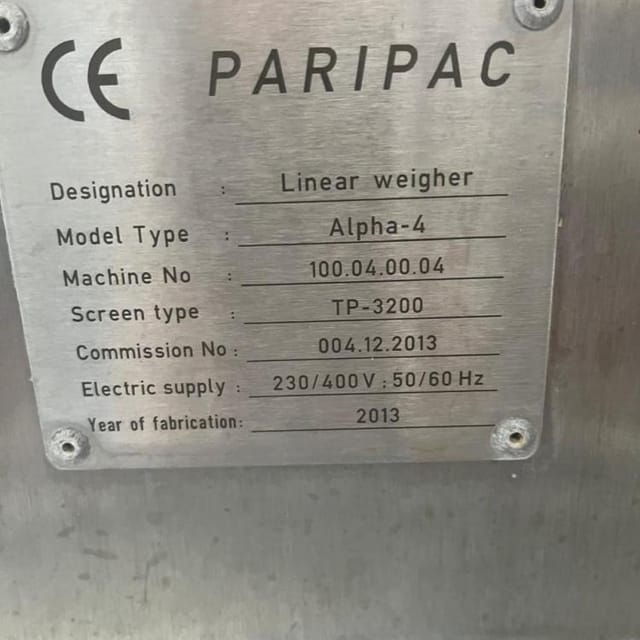 CE PARIPAC
Designation : Linear weigher
Model Type : Alpha-4
Machine No : 100.04.00.04
Screen type : TP-3200
Commission No : 004.12.2013
Electric supply : 230/400V ; 50/60 Hz
Year of fabrication: 2013